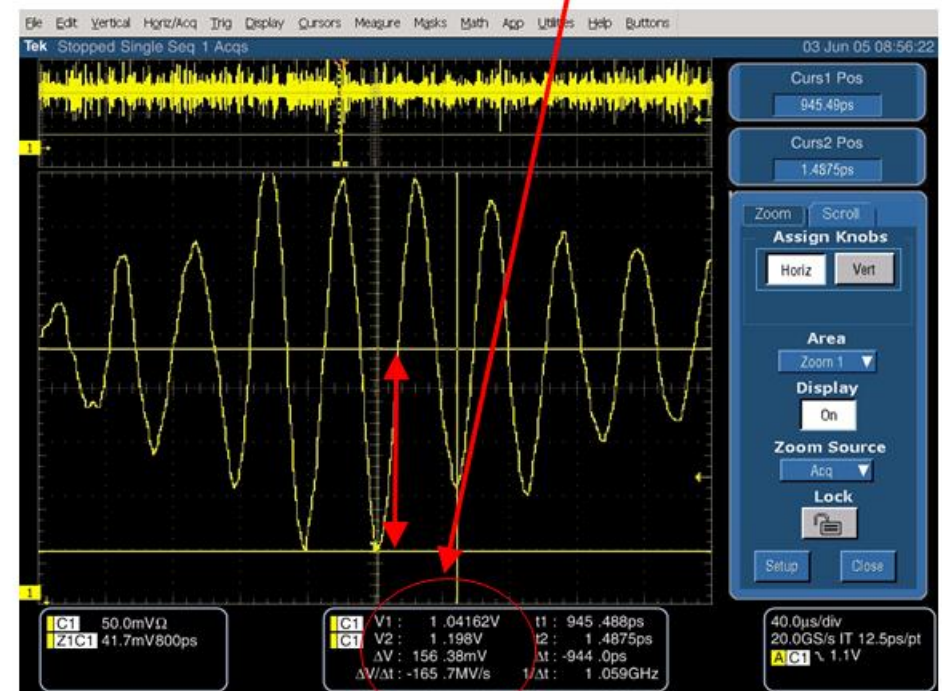 File Edit Vertical Horiz/Acq Trig Display Cursors Measure Masks Math App Utilities Help Buttons
Tek Stopped Single Seq 1 Acqs 03 Jun 05 08:56:22
Curs1 Pos
945.49ps
Curs2 Pos
1.4875ps
1
Zoom Scroll
Assign Knobs
Horiz Vert
Area
Zoom 1
Display
On
Zoom Source
Acq
Lock
Setup Close
1
C1 50.0mVΩ
Z1C1 41.7mV800ps
C1 V1 : 1 .04162V t1 : 945 .488ps
C1 V2 : 1 .198V t2 : 1 .4875ps
ΔV : 156 .38mV Δt : -944 .0ps
ΔV/Δt : -165 .7MV/s 1/Δt : 1 .059GHz
40.0µs/div
20.0GS/s IT 12.5ps/pt
A C1 1.1V